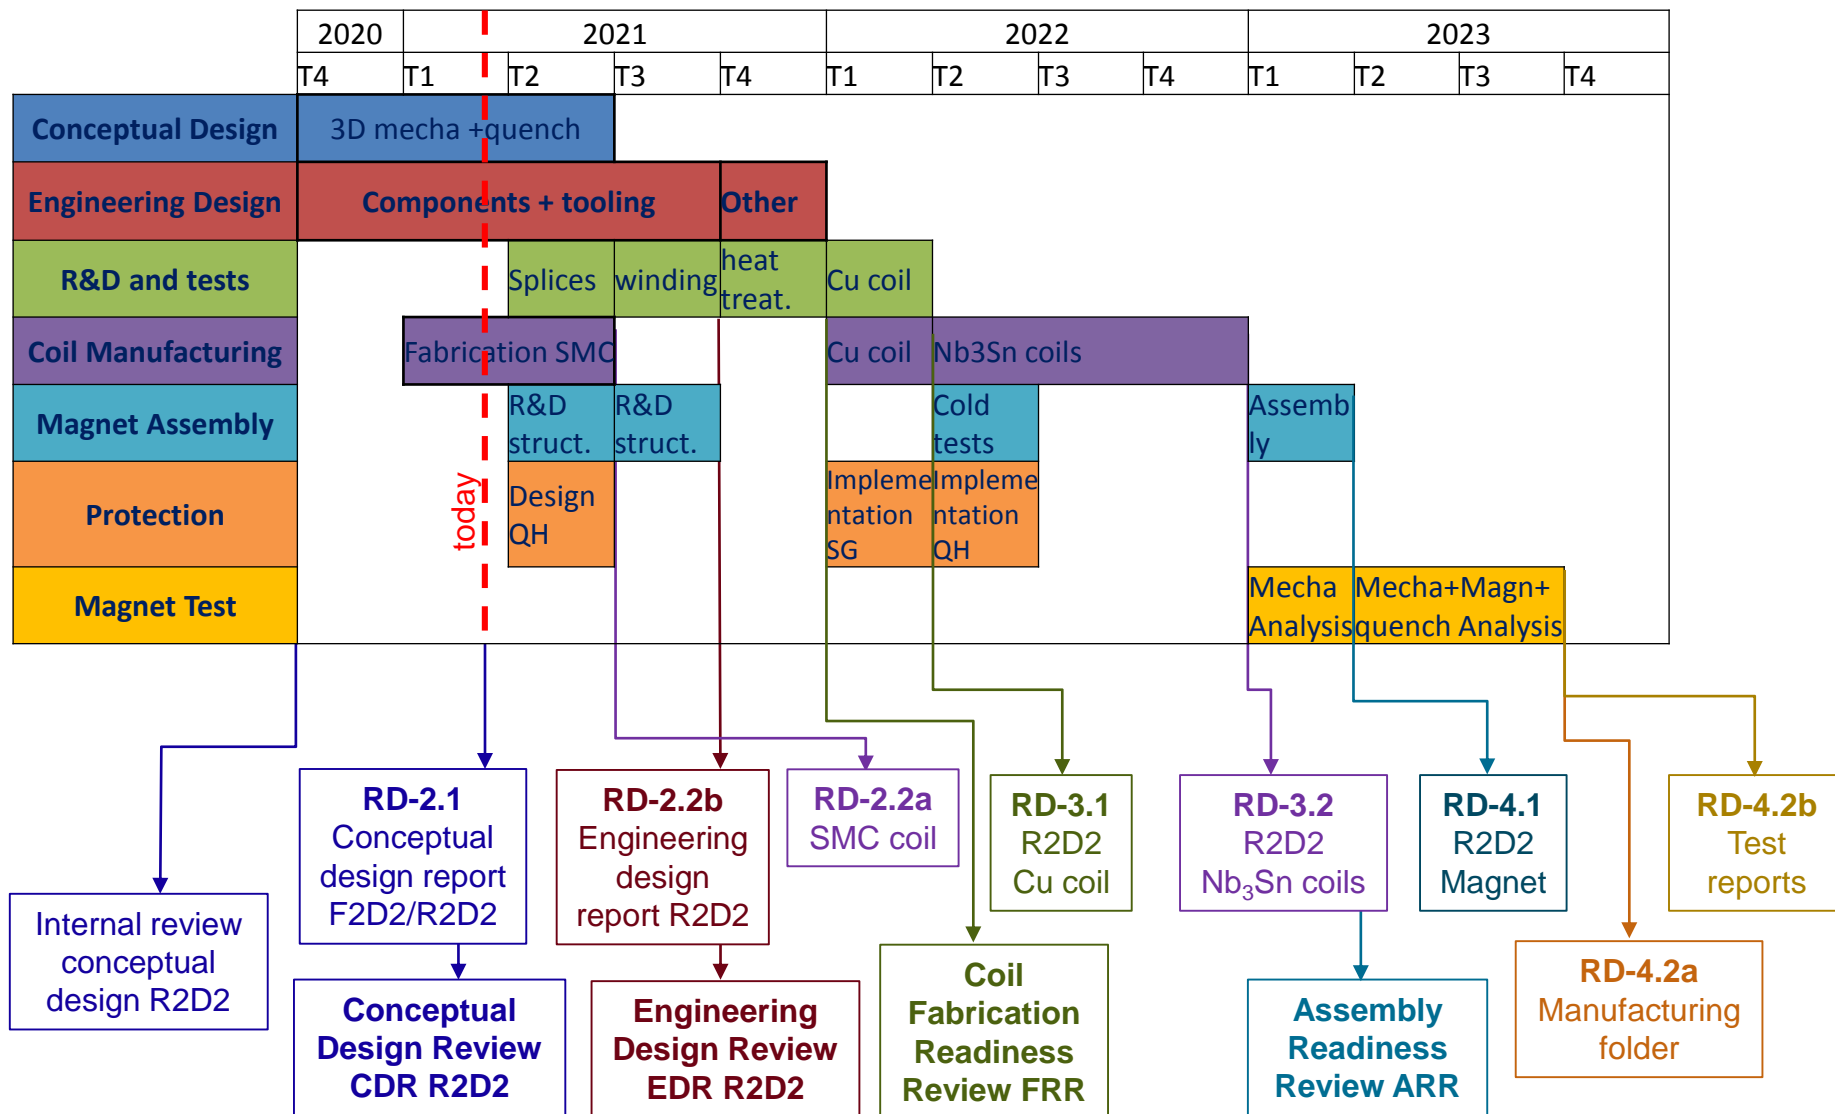 2020 2021 2022 2023
T4 T1 T2 T3 T4 T1 T2 T3 T4 T1 T2 T3 T4
Conceptual Design 3D mecha +quench
Engineering Design Components + tooling Other
R&D and tests Splices winding heat
treat. Cu coil
Coil Manufacturing Fabrication SMC Cu coil Nb3Sn coils
Magnet Assembly R&D
struct. R&D
struct. Cold
tests Assemb
ly
Protection Design
QH Impleme
ntation
SG Impleme
ntation
QH
today
Magnet Test Mecha
Analysis Mecha+Magn+
quench Analysis
Internal review
conceptual
design R2D2
RD-2.1
Conceptual
design report
F2D2/R2D2
Conceptual
Design Review
CDR R2D2
RD-2.2b
Engineering
design
report R2D2
Engineering
Design Review
EDR R2D2
RD-2.2a
SMC coil
Coil
Fabrication
Readiness
Review FRR
RD-3.1
R2D2
Cu coil
RD-3.2
R2D2
Nb₃Sn coils
Assembly
Readiness
Review ARR
RD-4.1
R2D2
Magnet
RD-4.2a
Manufacturing
folder
RD-4.2b
Test
reports